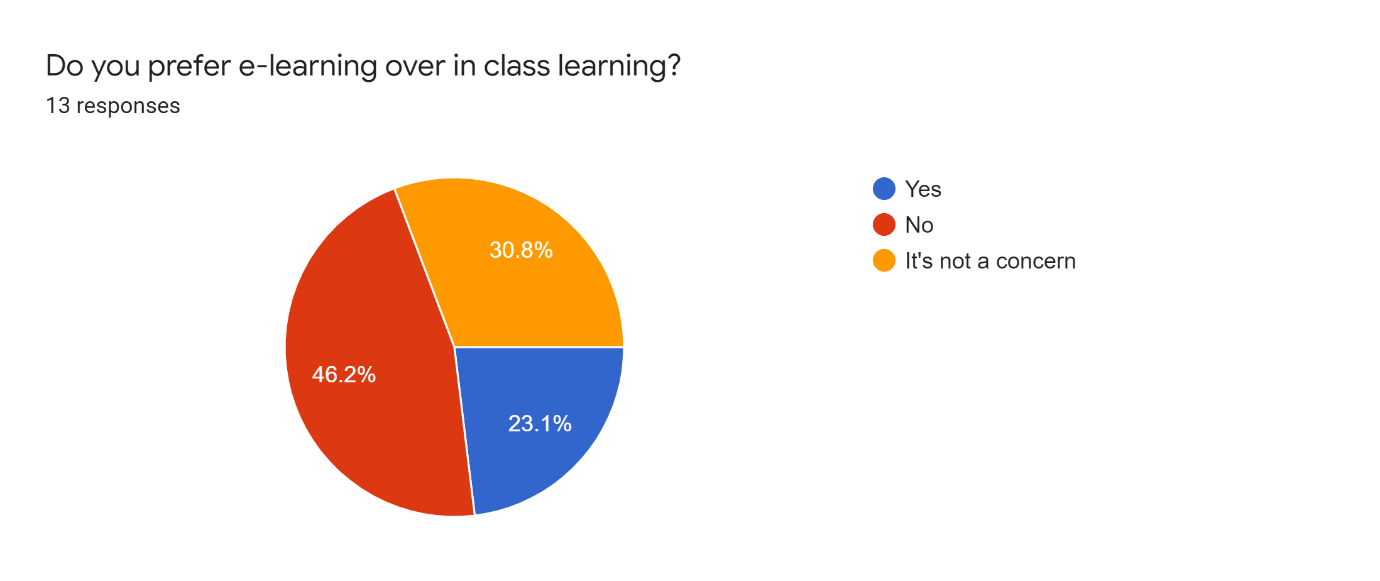 Do you prefer e-learning over in class learning?
13 responses
Yes
No
It's not a concern
30.8%
46.2%
23.1%